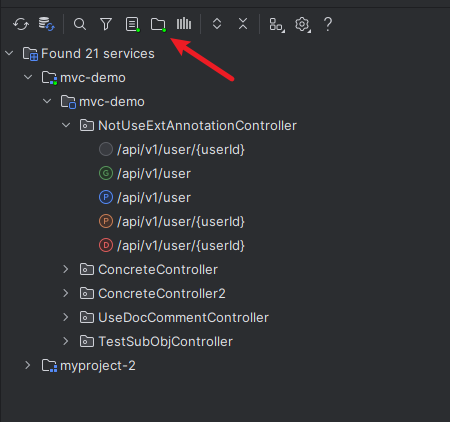 ?
Found 21 services
mvc-demo
mvc-demo
NotUseExtAnnotationController
/api/v1/user/{userId}
G /api/v1/user
P /api/v1/user
P /api/v1/user/{userId}
D /api/v1/user/{userId}
ConcreteController
ConcreteController2
UseDocCommentController
TestSubObjController
myproject-2